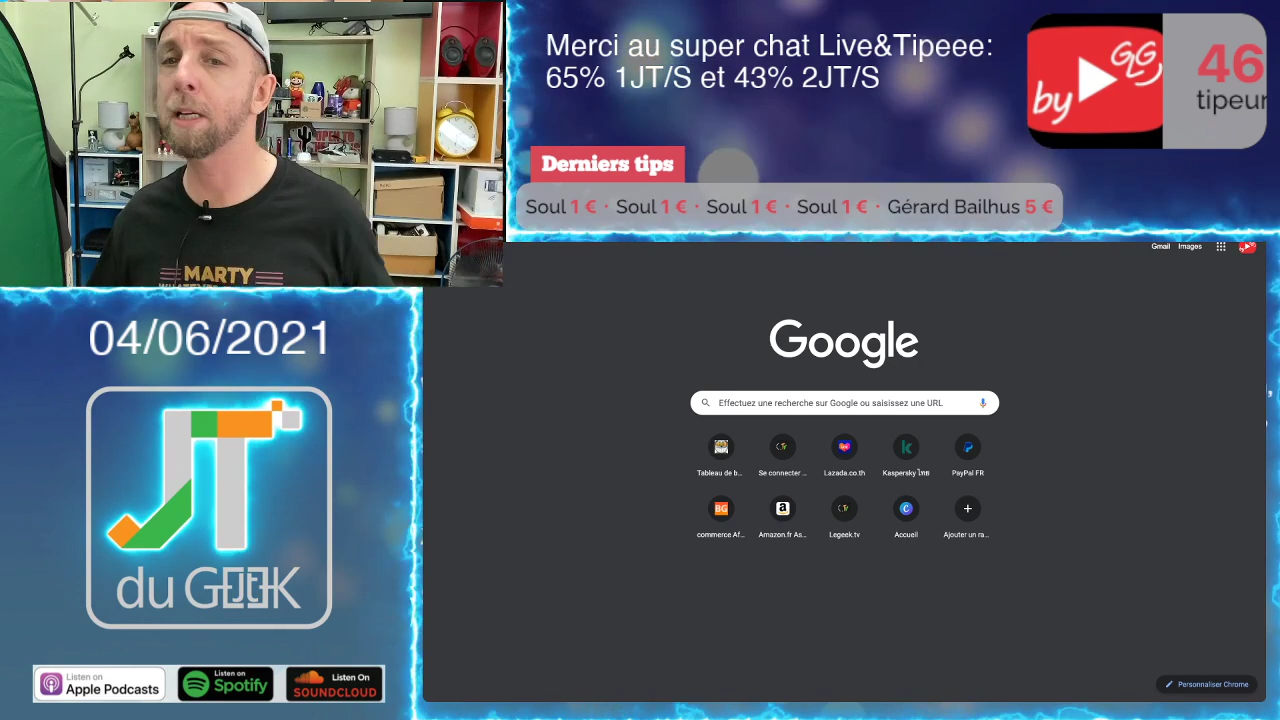 Merci au super chat Live&Tipeee:
65% 1JT/S et 43% 2JT/S
by GG
46
tipeur
Derniers tips
Soul 1 € · Soul 1 € · Soul 1 € · Soul 1 € · Gérard Bailhus 5 €
OPEN TO
MARTY
04/06/2021
JT
du GEEK
Listen on
Apple Podcasts
Listen on
Spotify
Listen On
SOUNDCLOUD
Gmail Images
Google
Effectuez une recherche sur Google ou saisissez une URL
Tableau de b...
Se connecter ...
Lazada.co.th
Kaspersky ไทย
PayPal FR
BG
commerce Af...
Amazon.fr As...
Legeek.tv
Accueil
Ajouter un ra...
Personnaliser Chrome